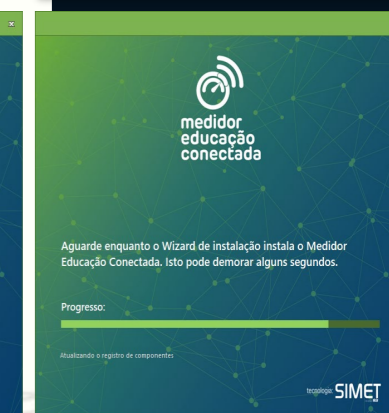 medidor
educação
conectada
Aguarde enquanto o Wizard de instalação instala o Medidor
Educação Conectada. Isto pode demorar alguns segundos.
Progresso:
Atualizando o registro de componentes
tecnologia: SIMET